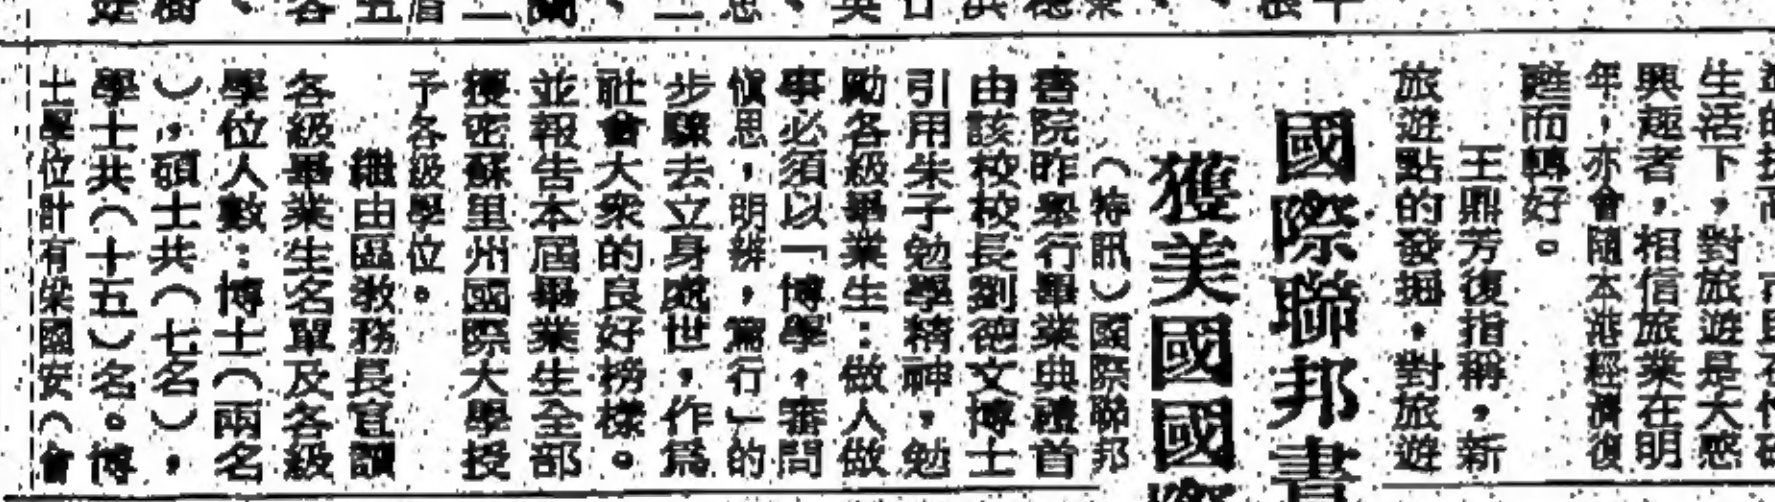 生活下，對旅遊是大感
興趣者，相信旅業在明
年，亦會隨本港經濟復
甦而轉好。
王鼎芳復指稱，新
旅遊點的發掘，對旅遊
國際聯邦書
獲美國國際
（特訊）國際聯邦
書院昨舉行畢業典禮首
由該校校長劉德文博士
引用朱子勉學精神，勉
勵各級畢業生：做人做
事必須以「博學，審問
愼思，明辨，篤行」的
步驟去立身處世，作爲
社會大衆的良好榜樣。
並報告本屆畢業生全部
獲密蘇里州國際大學授
予各級學位。
繼由區教務長宣讀
各級畢業生名單及各級
學位人數：博士（兩名
），碩士共（七名），
學士共（十五）名。博
士學位計有梁國安（會